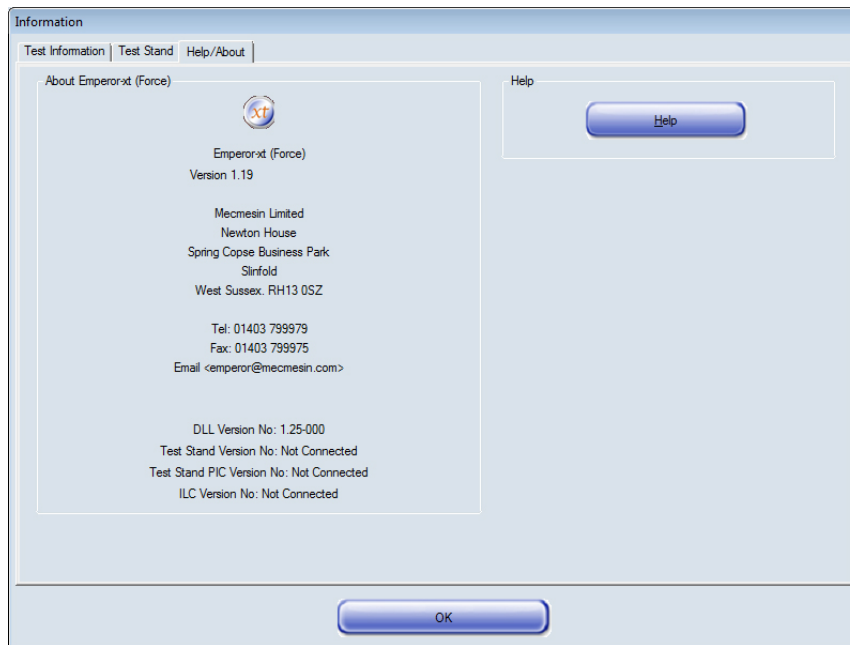 Information
Test Information
Test Stand
Help/About
About Emperor-xt (Force)
xt
Emperor-xt (Force)
Version 1.19
Mecmesin Limited
Newton House
Spring Copse Business Park
Slinfold
West Sussex. RH13 0SZ
Tel: 01403 799979
Fax: 01403 799975
Email <emperor@mecmesin.com>
DLL Version No: 1.25-000
Test Stand Version No: Not Connected
Test Stand PIC Version No: Not Connected
ILC Version No: Not Connected
Help
Help
OK